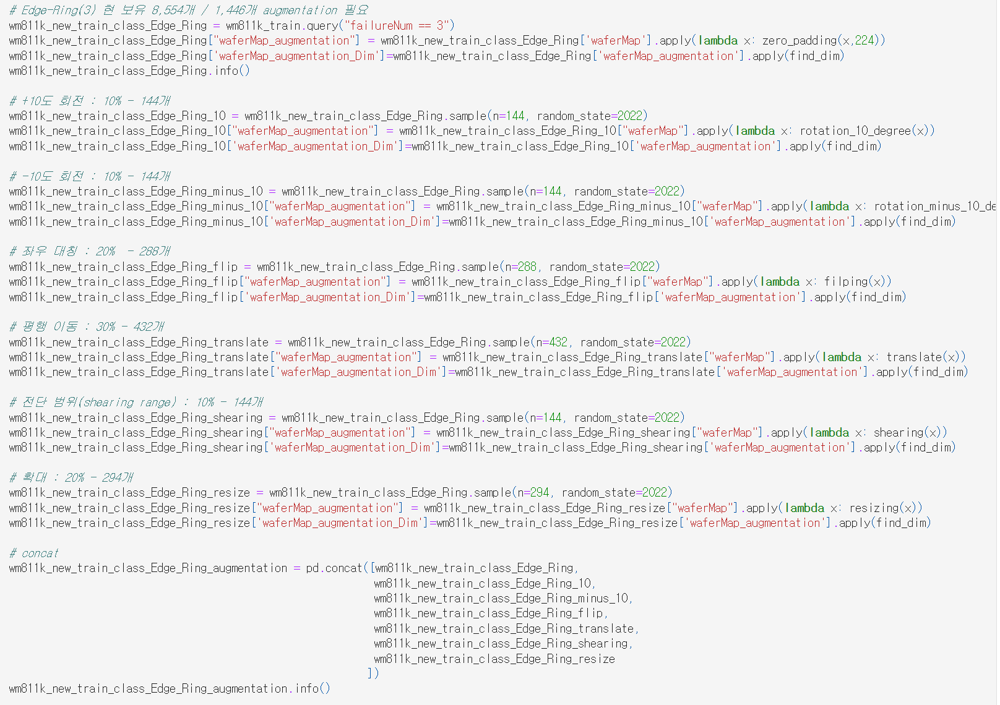 # Edge-Ring(3) 현 보유 8,554개 / 1,446개 augmentation 필요
wm811k_new_train_class_Edge_Ring = wm811k_train.query("failureNum == 3")
wm811k_new_train_class_Edge_Ring["waferMap_augmentation"] = wm811k_new_train_class_Edge_Ring['waferMap'].apply(lambda x: zero_padding(x,224))
wm811k_new_train_class_Edge_Ring['waferMap_augmentation_Dim']=wm811k_new_train_class_Edge_Ring['waferMap_augmentation'].apply(find_dim)
wm811k_new_train_class_Edge_Ring.info()

# +10도 회전 : 10% - 144개
wm811k_new_train_class_Edge_Ring_10 = wm811k_new_train_class_Edge_Ring.sample(n=144, random_state=2022)
wm811k_new_train_class_Edge_Ring_10["waferMap_augmentation"] = wm811k_new_train_class_Edge_Ring_10["waferMap"].apply(lambda x: rotation_10_degree(x))
wm811k_new_train_class_Edge_Ring_10['waferMap_augmentation_Dim']=wm811k_new_train_class_Edge_Ring_10['waferMap_augmentation'].apply(find_dim)

# -10도 회전 : 10% - 144개
wm811k_new_train_class_Edge_Ring_minus_10 = wm811k_new_train_class_Edge_Ring.sample(n=144, random_state=2022)
wm811k_new_train_class_Edge_Ring_minus_10["waferMap_augmentation"] = wm811k_new_train_class_Edge_Ring_minus_10["waferMap"].apply(lambda x: rotation_minus_10_de
wm811k_new_train_class_Edge_Ring_minus_10['waferMap_augmentation_Dim']=wm811k_new_train_class_Edge_Ring_minus_10['waferMap_augmentation'].apply(find_dim)

# 좌우 대칭 : 20%  - 288개
wm811k_new_train_class_Edge_Ring_flip = wm811k_new_train_class_Edge_Ring.sample(n=288, random_state=2022)
wm811k_new_train_class_Edge_Ring_flip["waferMap_augmentation"] = wm811k_new_train_class_Edge_Ring_flip["waferMap"].apply(lambda x: filping(x))
wm811k_new_train_class_Edge_Ring_flip['waferMap_augmentation_Dim']=wm811k_new_train_class_Edge_Ring_flip['waferMap_augmentation'].apply(find_dim)

# 평행 이동 : 30% - 432개
wm811k_new_train_class_Edge_Ring_translate = wm811k_new_train_class_Edge_Ring.sample(n=432, random_state=2022)
wm811k_new_train_class_Edge_Ring_translate["waferMap_augmentation"] = wm811k_new_train_class_Edge_Ring_translate["waferMap"].apply(lambda x: translate(x))
wm811k_new_train_class_Edge_Ring_translate['waferMap_augmentation_Dim']=wm811k_new_train_class_Edge_Ring_translate['waferMap_augmentation'].apply(find_dim)

# 전단 범위(shearing range) : 10% - 144개
wm811k_new_train_class_Edge_Ring_shearing = wm811k_new_train_class_Edge_Ring.sample(n=144, random_state=2022)
wm811k_new_train_class_Edge_Ring_shearing["waferMap_augmentation"] = wm811k_new_train_class_Edge_Ring_shearing["waferMap"].apply(lambda x: shearing(x))
wm811k_new_train_class_Edge_Ring_shearing['waferMap_augmentation_Dim']=wm811k_new_train_class_Edge_Ring_shearing['waferMap_augmentation'].apply(find_dim)

# 확대 : 20% - 294개
wm811k_new_train_class_Edge_Ring_resize = wm811k_new_train_class_Edge_Ring.sample(n=294, random_state=2022)
wm811k_new_train_class_Edge_Ring_resize["waferMap_augmentation"] = wm811k_new_train_class_Edge_Ring_resize["waferMap"].apply(lambda x: resizing(x))
wm811k_new_train_class_Edge_Ring_resize['waferMap_augmentation_Dim']=wm811k_new_train_class_Edge_Ring_resize['waferMap_augmentation'].apply(find_dim)

# concat
wm811k_new_train_class_Edge_Ring_augmentation = pd.concat([wm811k_new_train_class_Edge_Ring,
wm811k_new_train_class_Edge_Ring_10,
wm811k_new_train_class_Edge_Ring_minus_10,
wm811k_new_train_class_Edge_Ring_flip,
wm811k_new_train_class_Edge_Ring_translate,
wm811k_new_train_class_Edge_Ring_shearing,
wm811k_new_train_class_Edge_Ring_resize
])
wm811k_new_train_class_Edge_Ring_augmentation.info()